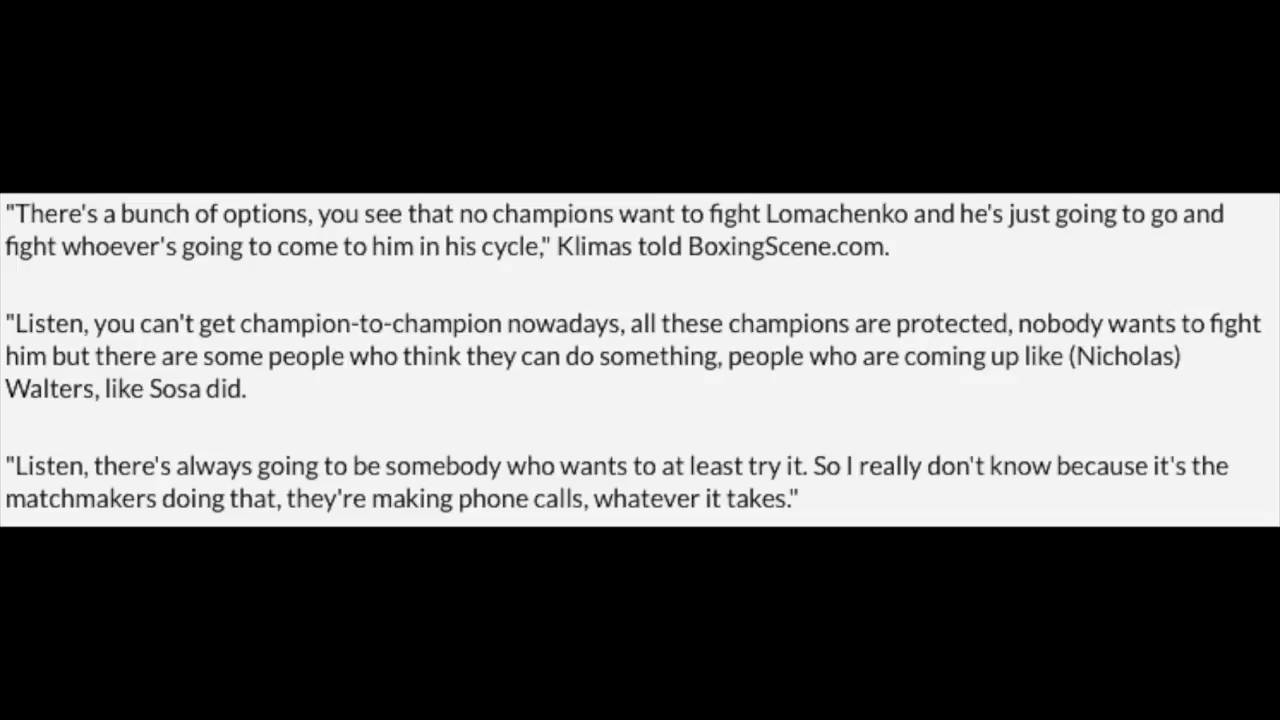 "There's a bunch of options, you see that no champions want to fight Lomachenko and he's just going to go and
fight whoever's going to come to him in his cycle," Klimas told BoxingScene.com.
"Listen, you can't get champion-to-champion nowadays, all these champions are protected, nobody wants to fight
him but there are some people who think they can do something, people who are coming up like (Nicholas)
Walters, like Sosa did.
"Listen, there's always going to be somebody who wants to at least try it. So I really don't know because it's the
matchmakers doing that, they're making phone calls, whatever it takes."